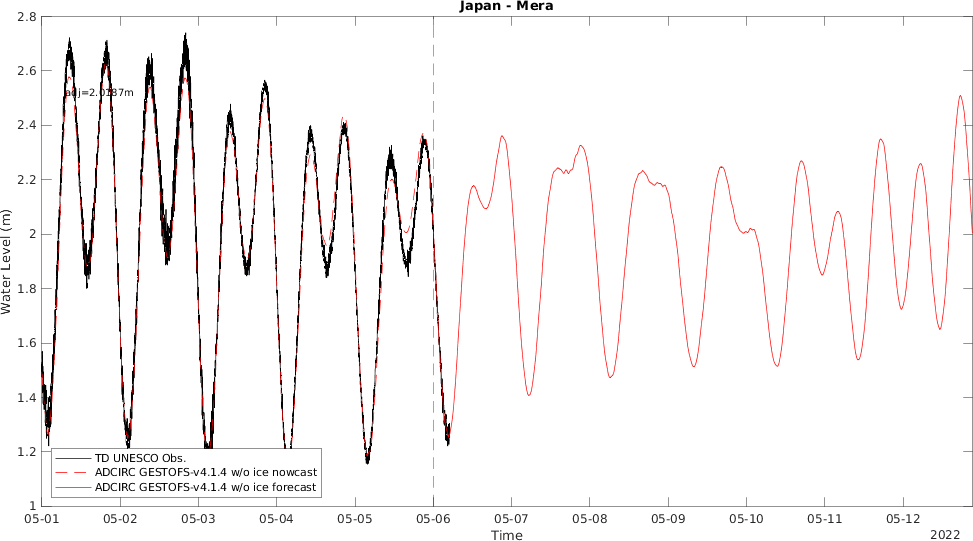 Japan - Mera
2.8
2.6
adj=2.0187m
2.4
2.2
2
1.8
1.6
1.4
1.2
1
Water Level (m)
TD UNESCO Obs.
ADCIRC GESTOFS-v4.1.4 w/o ice nowcast
ADCIRC GESTOFS-v4.1.4 w/o ice forecast
05-01 05-02 05-03 05-04 05-05 05-06 05-07 05-08 05-09 05-10 05-11 05-12
Time
2022